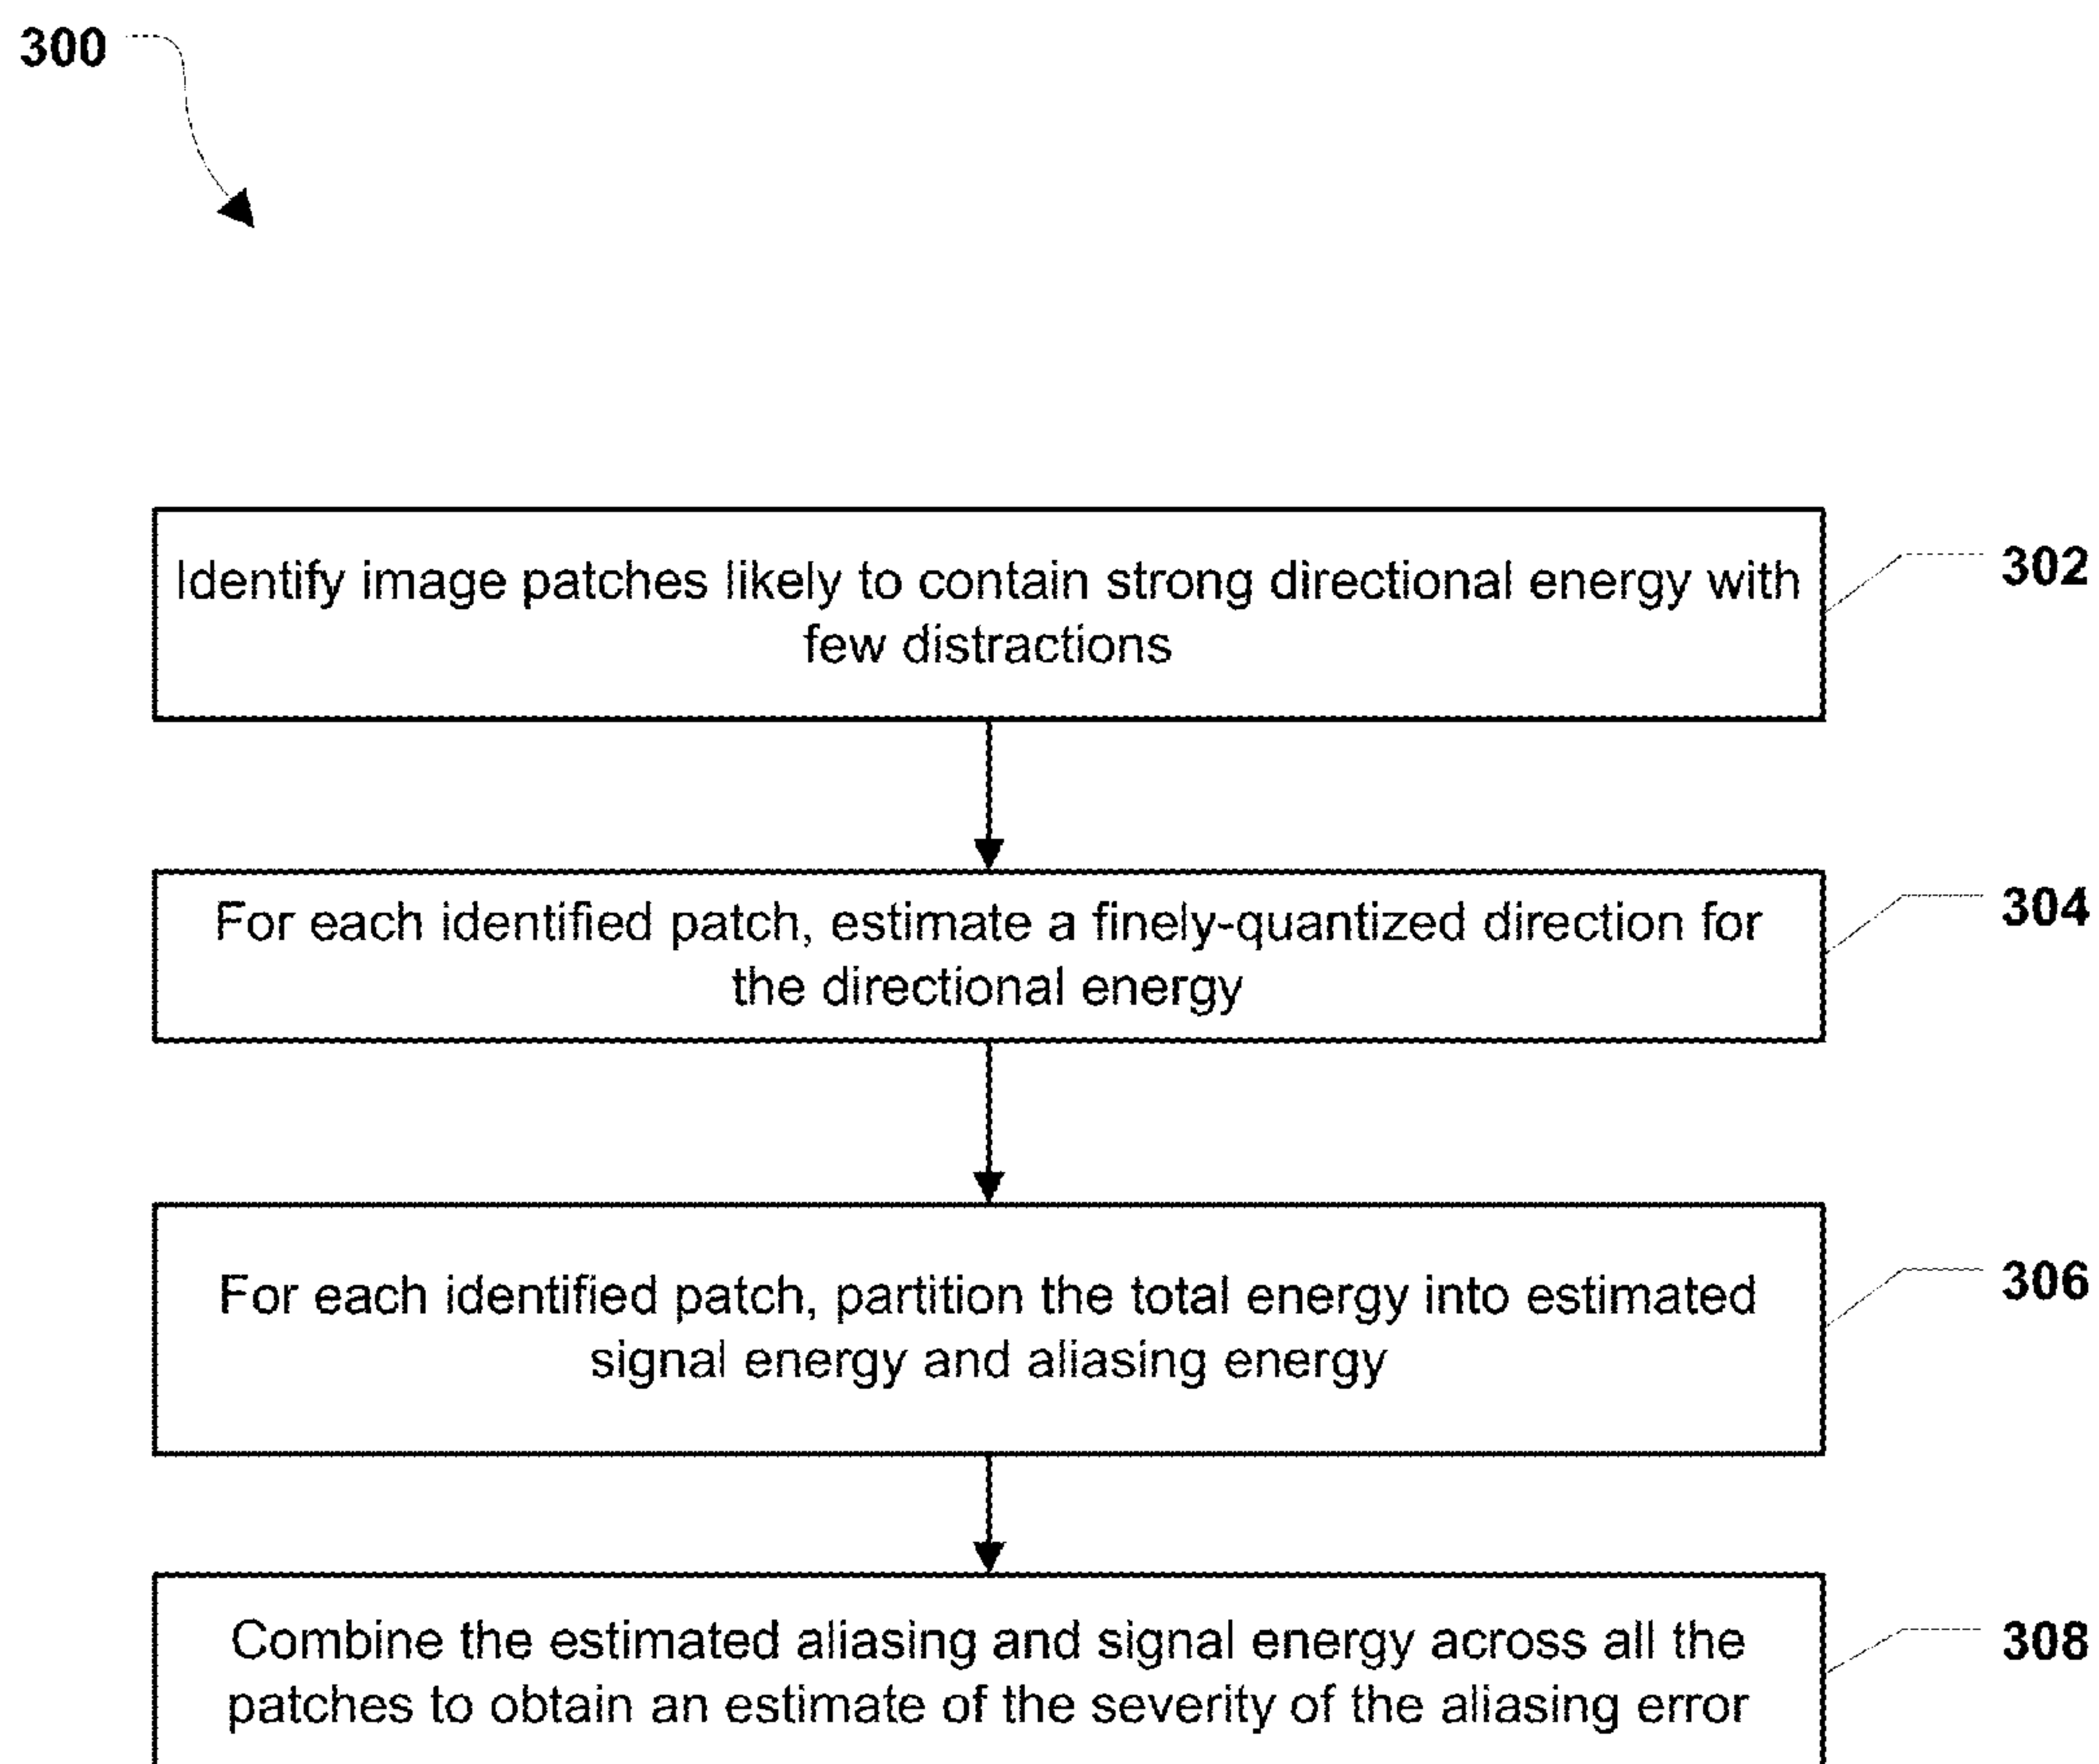 300
Identify image patches likely to contain strong directional energy with
few distractions
302
For each identified patch, estimate a finely-quantized direction for
the directional energy
304
For each identified patch, partition the total energy into estimated
signal energy and aliasing energy
306
Combine the estimated aliasing and signal energy across all the
patches to obtain an estimate of the severity of the aliasing error
308